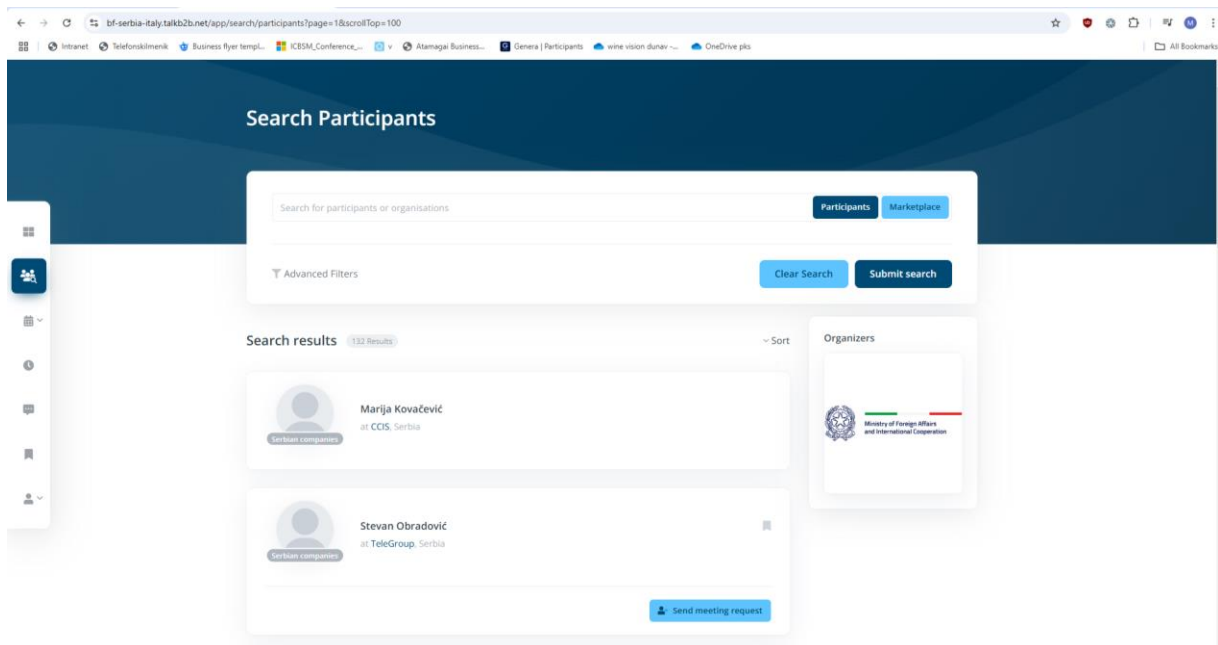 bf-serbia-italy.talkb2b.net/app/search/participants?page=1&scrollTop=100
Intranet Telefonskilmenik Business flyer templ... ICBSM_Conference_... v Atamagai Business... Genera | Participants wine vision dunav -... OneDrive pks All Bookmarks
Search Participants
Search for participants or organisations Participants Marketplace
Advanced Filters Clear Search Submit search
Search results 132 Results Sort Organizers
Marija Kovačević
at CCIS, Serbia
Serbian companies
Ministry of Foreign Affairs
and International Cooperation
Stevan Obradović
at TeleGroup, Serbia
Serbian companies
Send meeting request